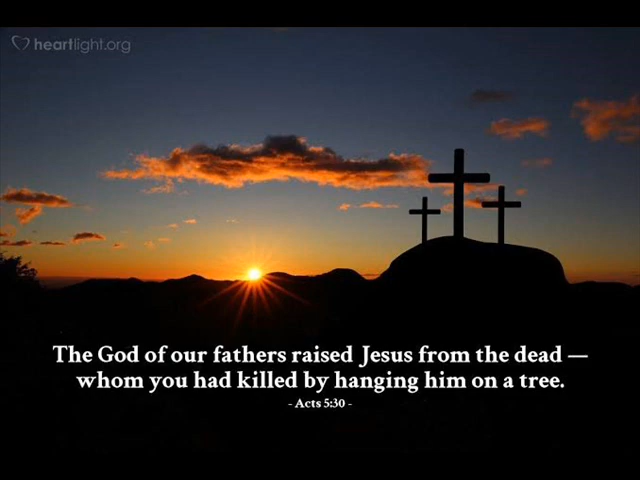 heartlight.org
The God of our fathers raised Jesus from the dead —
whom you had killed by hanging him on a tree.
- Acts 5:30 -